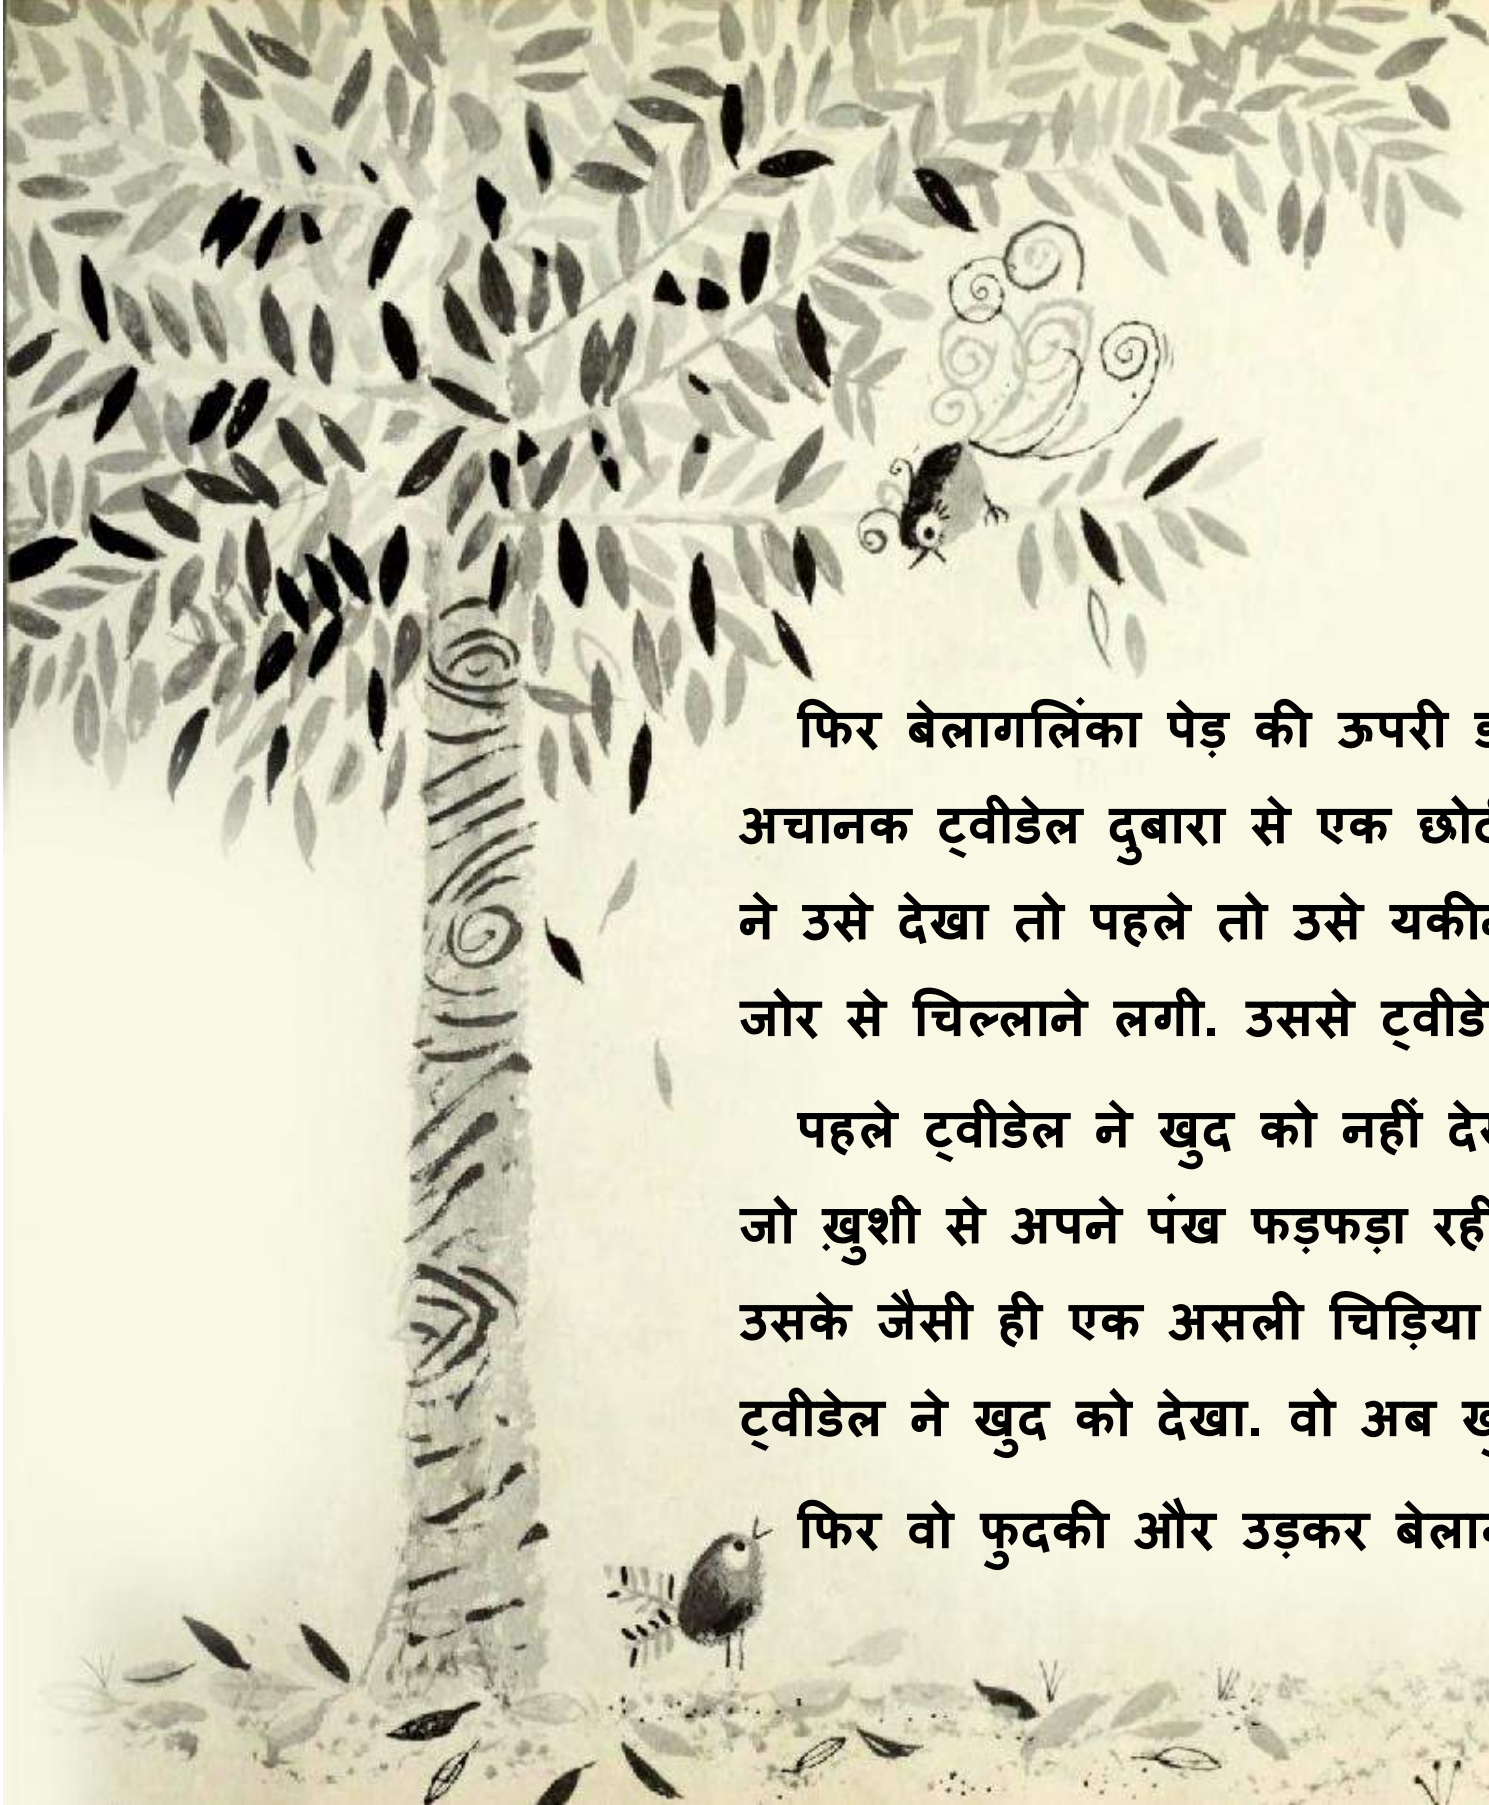 फिर बेलागलिंका पेड़ की ऊपरी
अचानक ट्वीडेल दुबारा से एक
ने उसे देखा तो पहले तो उसे
जोर से चिल्लाने लगी. उससे
पहले ट्वीडेल ने खुद को नहीं
जो ख़ुशी से अपने पंख फड़फड़ा
उसके जैसी ही एक असली चिड़िया
ट्वीडेल ने खुद को देखा. वो अब
फिर वो फुदकी और उड़कर